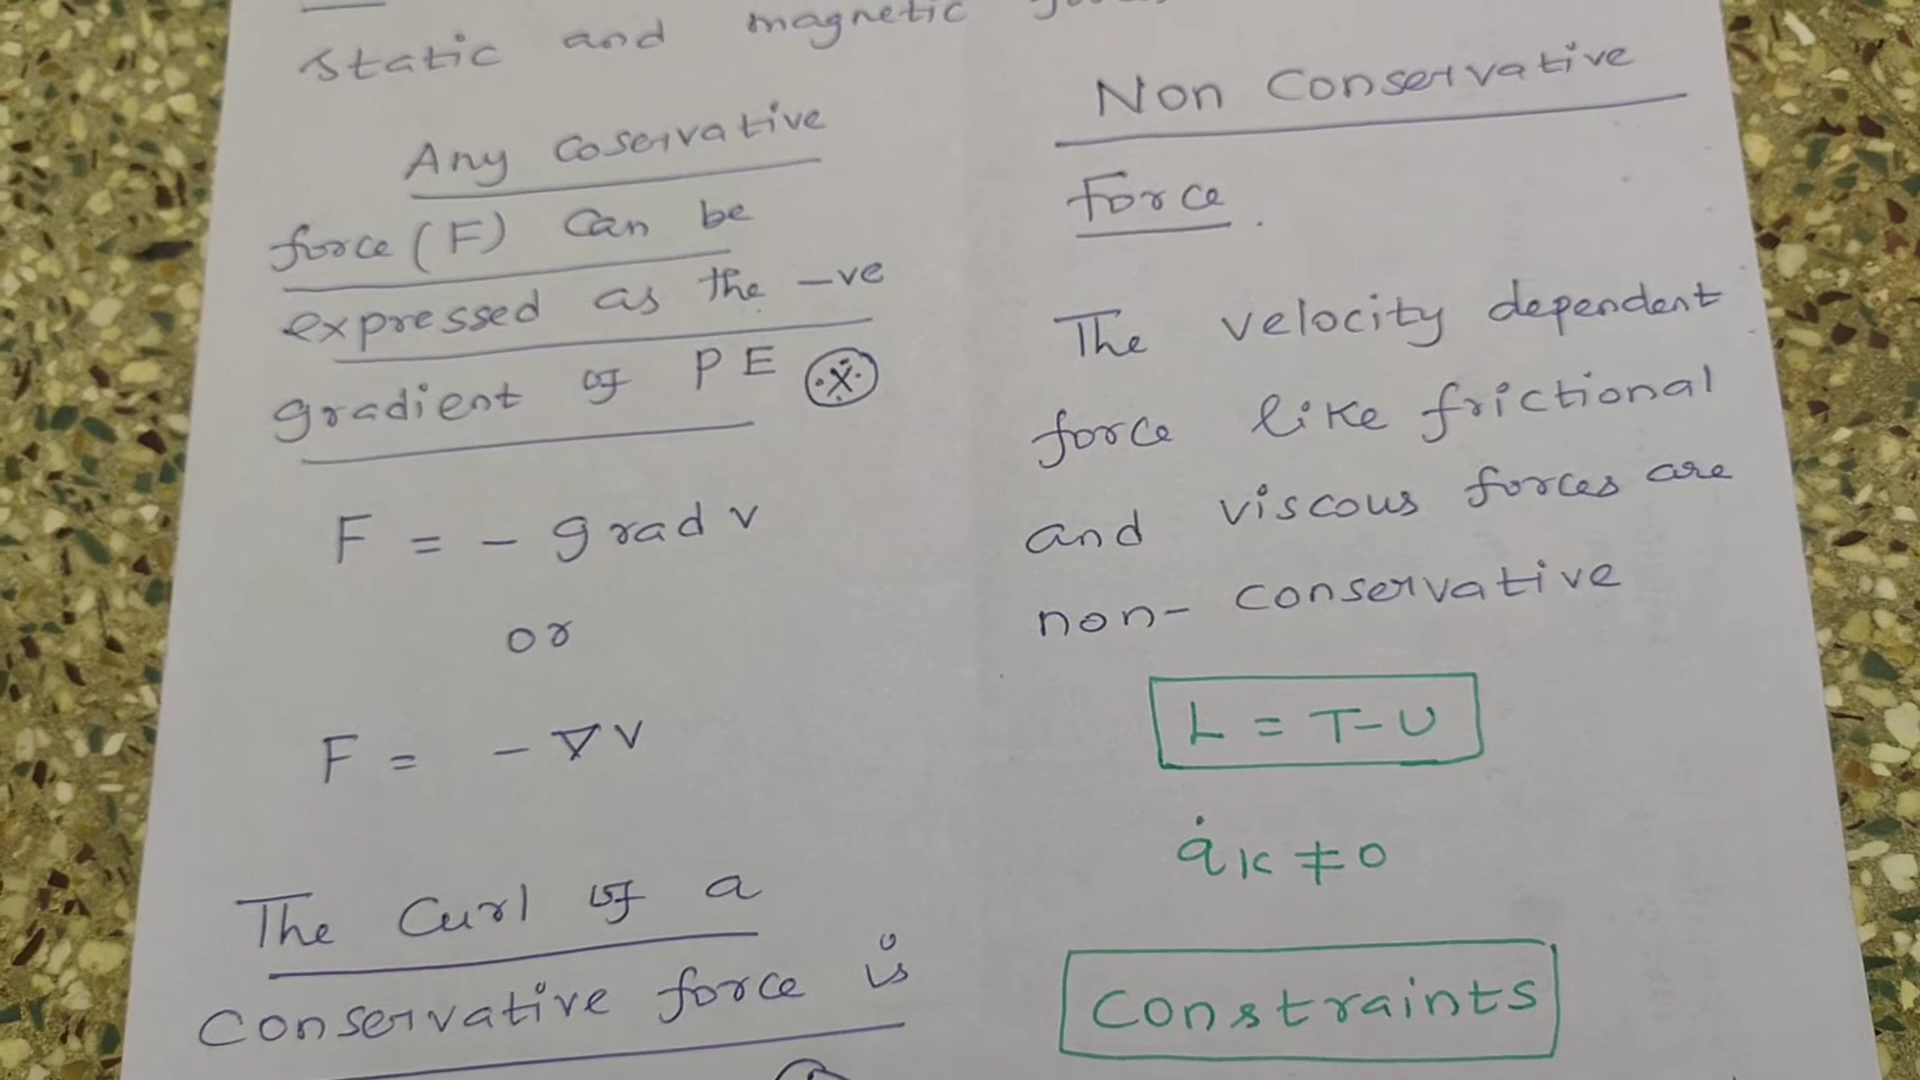 static and magnetic
Any coservative
force (F) can be
expressed as the -ve
gradient of PE
F = - grad v
or
F = - ∇v
The Curl of a
Conservative force is
Non Conservative
Force.
The velocity dependent
force like frictional
and viscous forces are
non- conservative
L = T-U
q̇k ≠ 0
Constraints